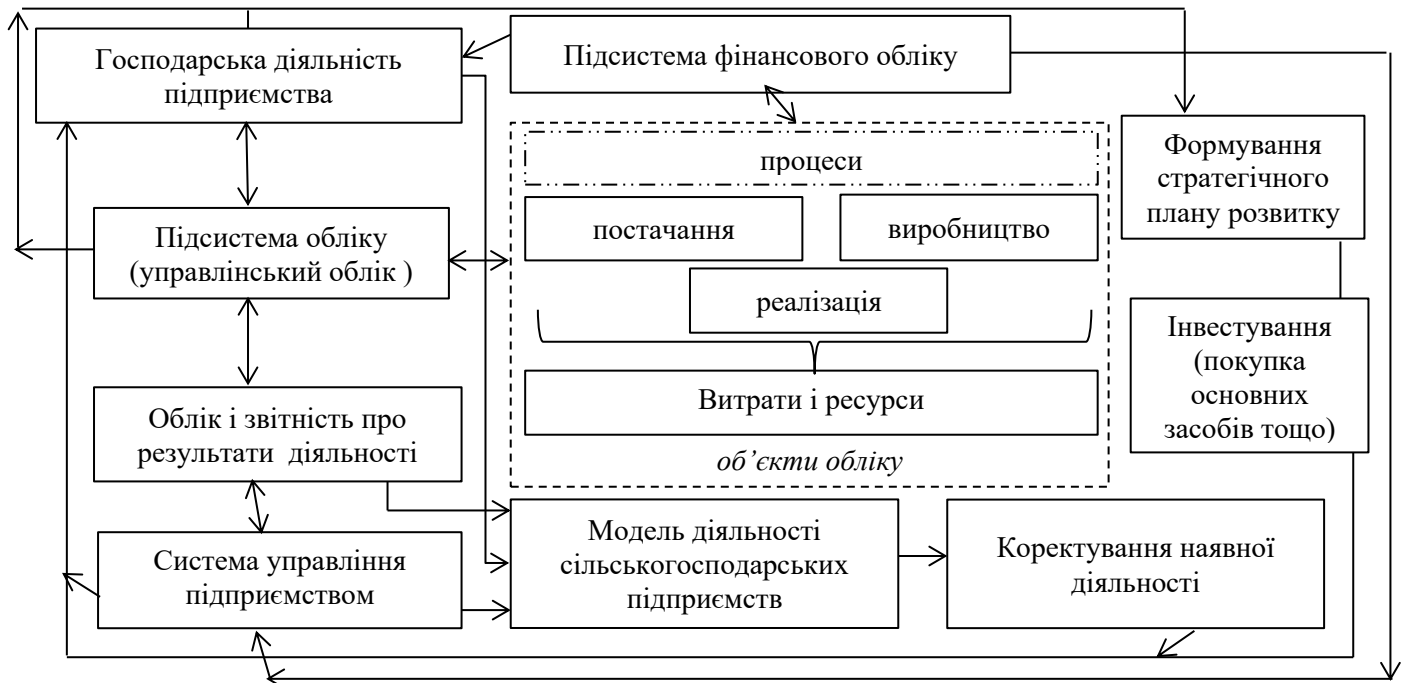 Господарська діяльність
підприємства
Підсистема фінансового обліку
процеси
Формування
стратегічного
плану розвитку
Підсистема обліку
(управлінський облік )
постачання
виробництво
реалізація
Інвестування
(покупка
основних
засобів тощо)
Облік і звітність про
результати діяльності
Витрати і ресурси
об’єкти обліку
Система управління
підприємством
Модель діяльності
сільськогосподарських
підприємств
Коректування наявної
діяльності